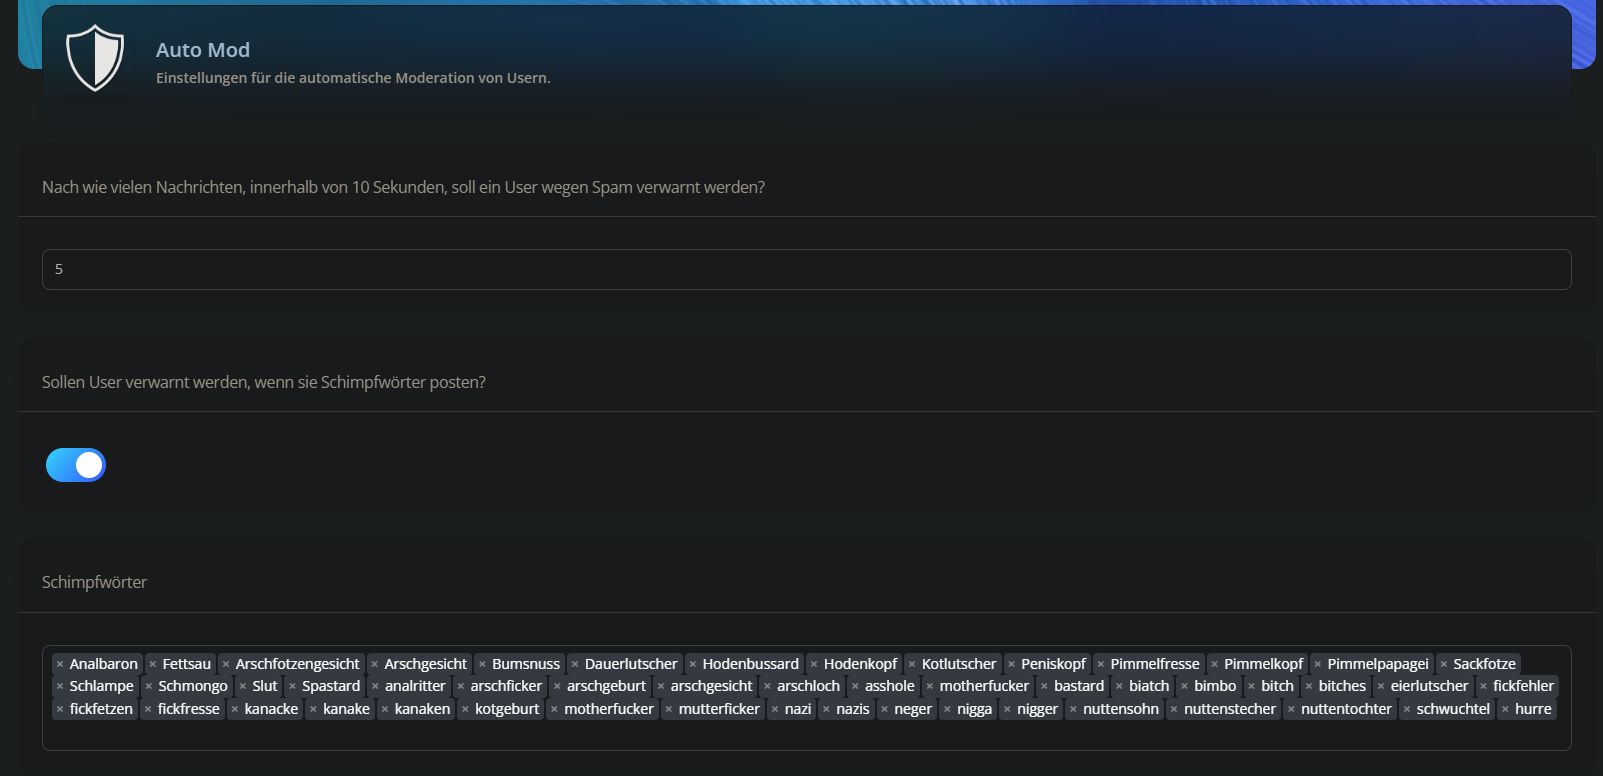 Auto Mod
Einstellungen für die automatische Moderation von Usern.
Nach wie vielen Nachrichten, innerhalb von 10 Sekunden, soll ein User wegen Spam verwarnt werden?
5
Sollen User verwarnt werden, wenn sie Schimpfwörter posten?
Schimpfwörter
× Analbaron × Fettsau × Arschfotzengesicht × Arschgesicht × Bumsnuss × Dauerlutscher × Hodenbussard × Hodenkopf × Kotlutscher × Peniskopf × Pimmelfresse × Pimmelkopf × Pimmelpapagei × Sackfotze
× Schlampe × Schmongo × Slut × Spastard × analritter × arschficker × arschgeburt × arschgesicht × arschloch × asshole × motherfucker × bastard × biatch × bimbo × bitch × bitches × eierlutscher × fickfehler
× fickfetzen × fickfresse × kanacke × kanake × kanaken × kotgeburt × motherfucker × mutterficker × nazi × nazis × neger × nigga × nigger × nuttensohn × nuttenstecher × nuttentochter × schwuchtel × hurre